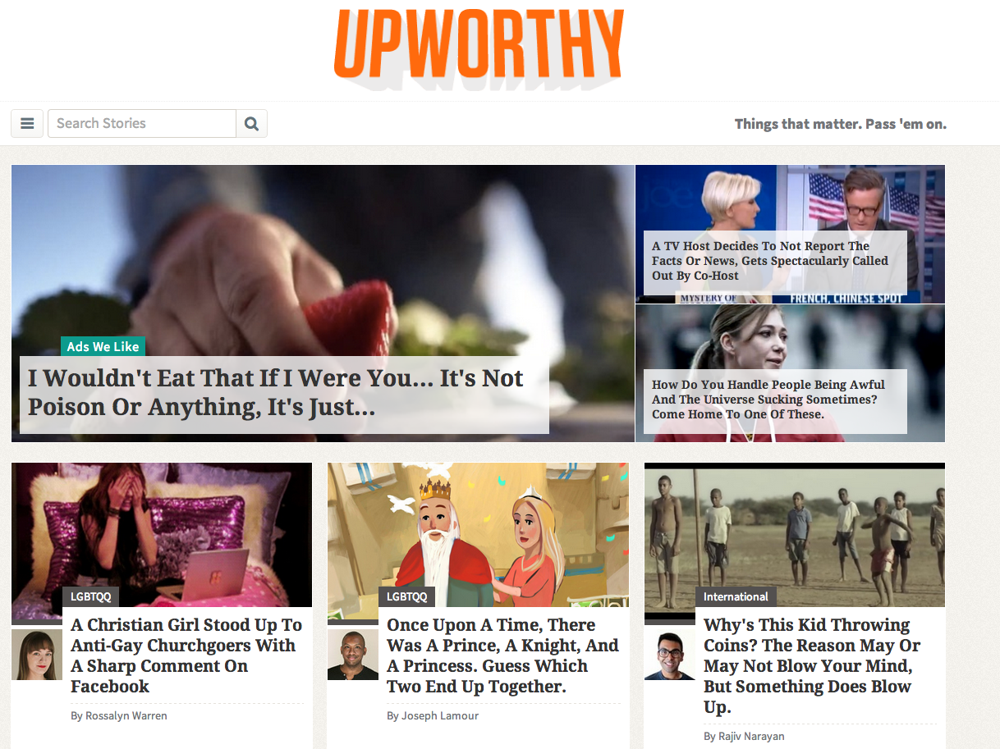 UPWORTHY
Search Stories
Things that matter. Pass 'em on.
Ads We Like
I Wouldn't Eat That If I Were You... It's Not
Poison Or Anything, It's Just...
joe
A TV Host Decides To Not Report The
Facts Or News, Gets Spectacularly Called
Out By Co-Host
MYSTERY OF
FRENCH, CHINESE SPOT
How Do You Handle People Being Awful
And The Universe Sucking Sometimes?
Come Home To One Of These.
LGBTQQ
A Christian Girl Stood Up To
Anti-Gay Churchgoers With
A Sharp Comment On
Facebook
By Rossalyn Warren
LGBTQQ
Once Upon A Time, There
Was A Prince, A Knight, And
A Princess. Guess Which
Two End Up Together.
By Joseph Lamour
International
Why's This Kid Throwing
Coins? The Reason May Or
May Not Blow Your Mind,
But Something Does Blow
Up.
By Rajiv Narayan